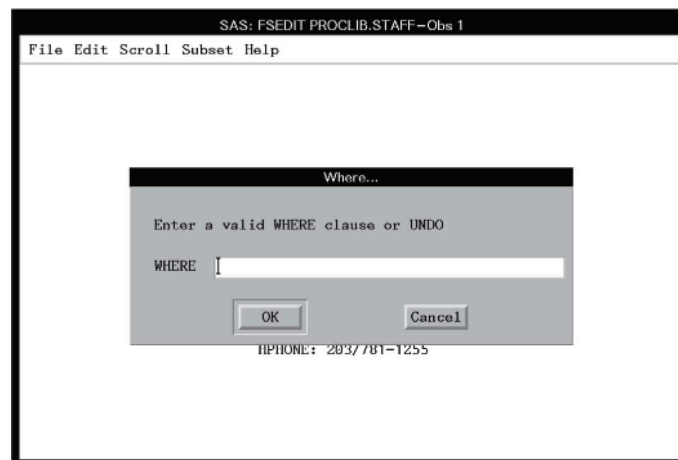 SAS: FSEDIT PROCLIB.STAFF-Obs 1
File Edit Scroll Subset Help
Where...
Enter a valid WHERE clause or UNDO
WHERE
OK Cancel
HPHONE: 203/781-1255